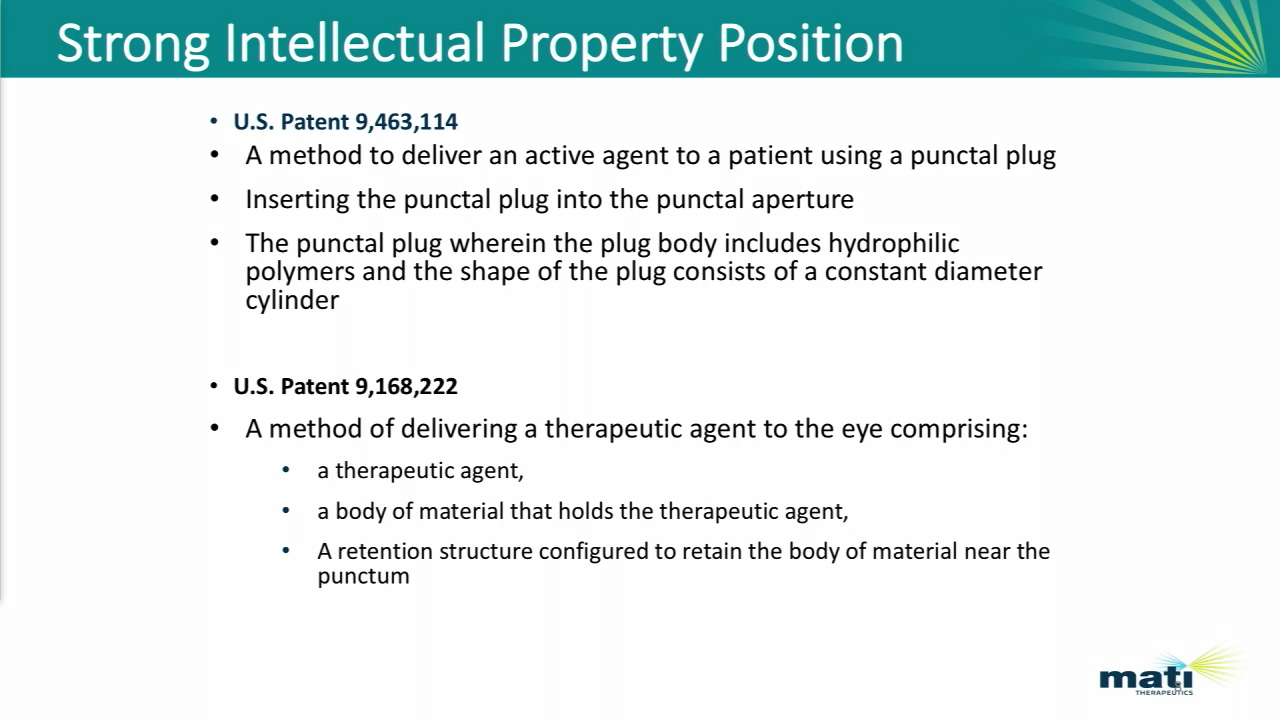 Strong Intellectual Property Position
• U.S. Patent 9,463,114
• A method to deliver an active agent to a patient using a punctal plug
• Inserting the punctal plug into the punctal aperture
• The punctal plug wherein the plug body includes hydrophilic
polymers and the shape of the plug consists of a constant diameter
cylinder
• U.S. Patent 9,168,222
• A method of delivering a therapeutic agent to the eye comprising:
• a therapeutic agent,
• a body of material that holds the therapeutic agent,
• A retention structure configured to retain the body of material near the
punctum
mati
THERAPEUTICS